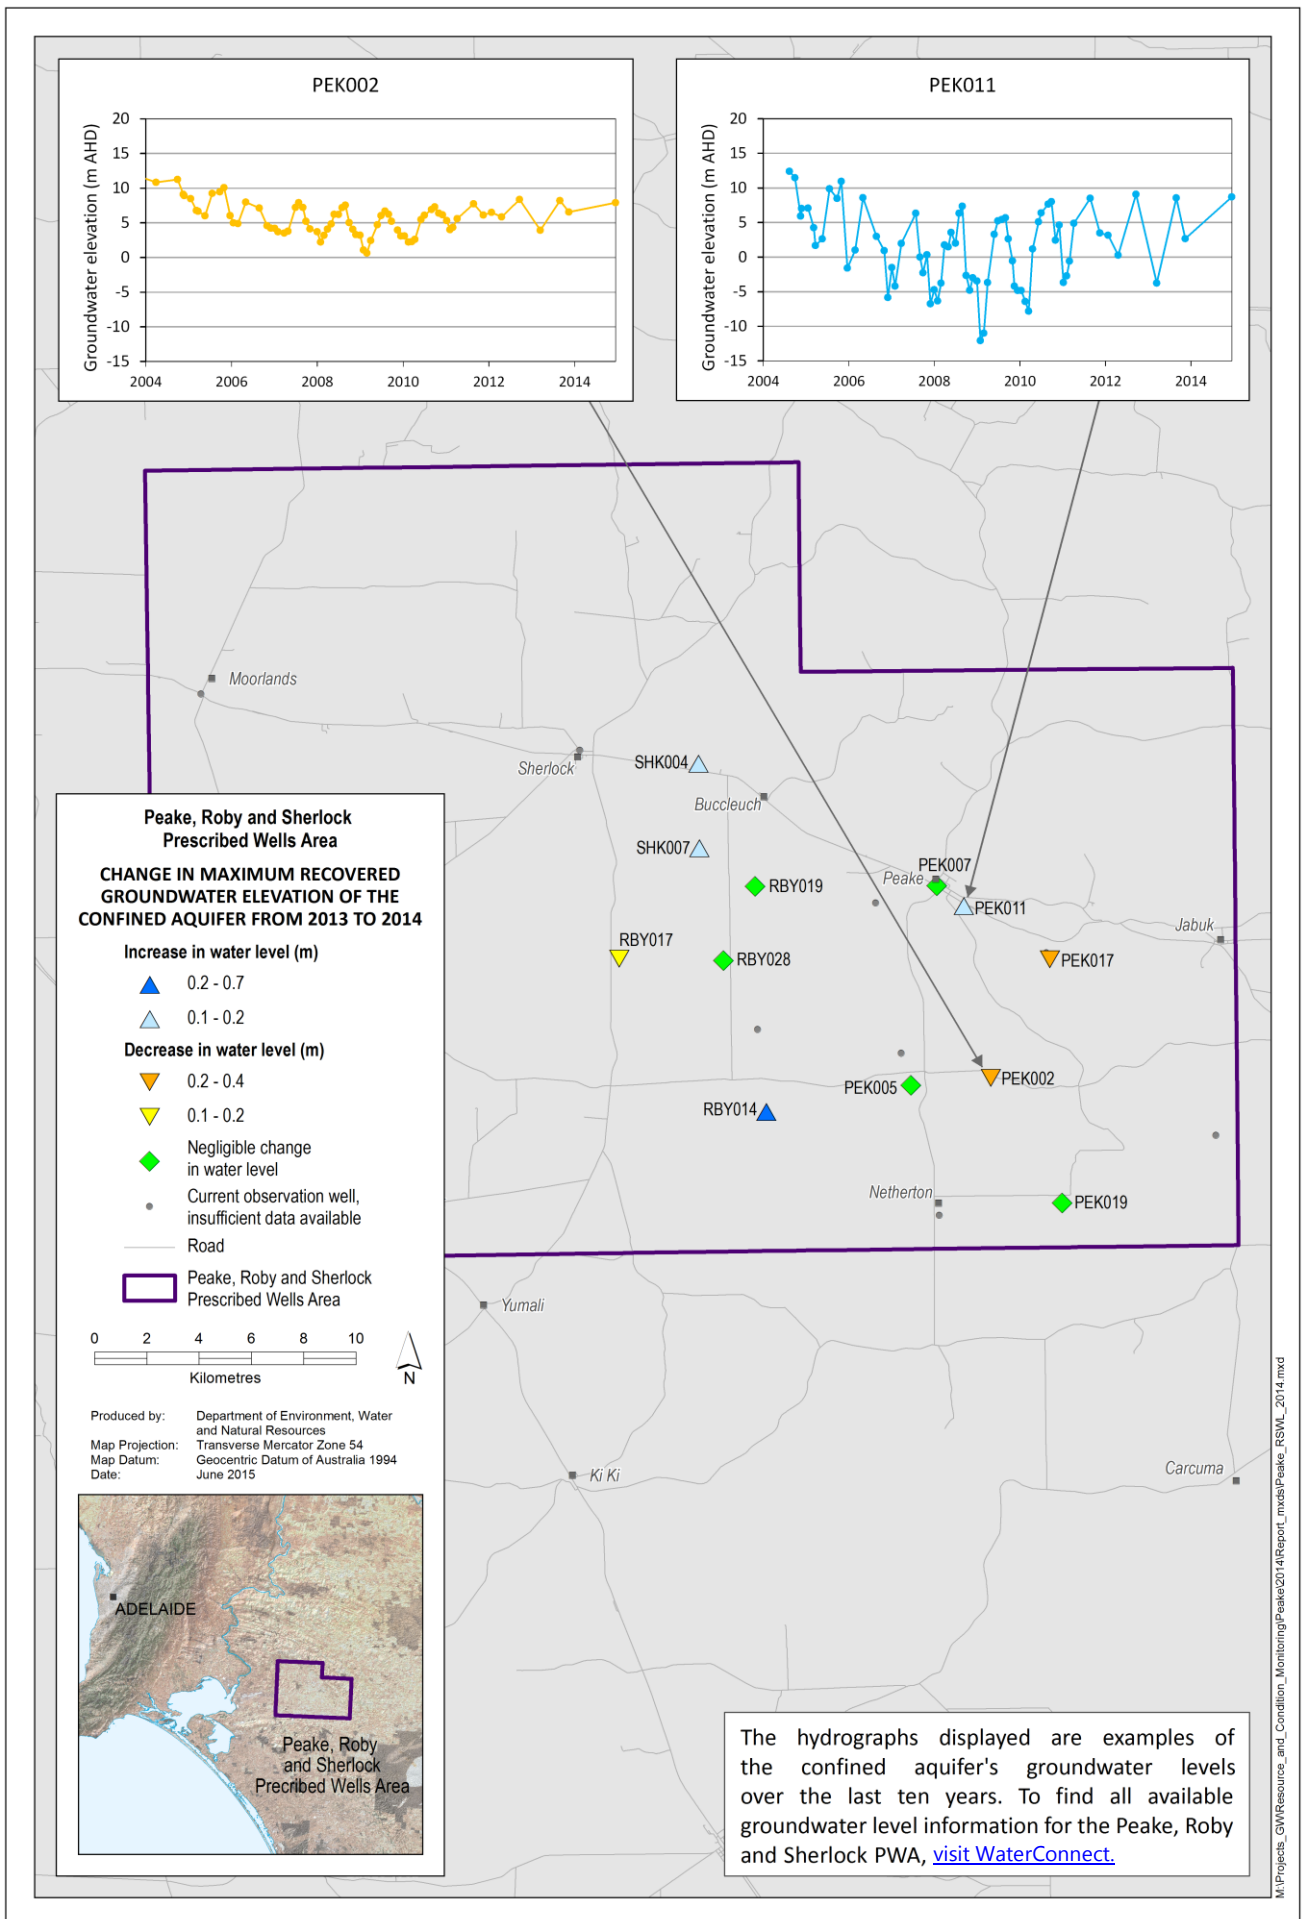 PEK002
Groundwater elevation (m AHD)
20
15
10
5
0
-5
-10
-15
2004
2006
2008
2010
2012
2014
PEK011
Groundwater elevation (m AHD)
20
15
10
5
0
-5
-10
-15
2004
2006
2008
2010
2012
2014
Moorlands
Sherlock
SHK004
Buccleuch
SHK007
PEK007
Peake
RBY019
PEK011
Jabuk
RBY017
RBY028
PEK017
PEK002
PEK005
RBY014
Netherton
PEK019
Yumali
Ki Ki
Carcuma
Peake, Roby and Sherlock
Prescribed Wells Area
CHANGE IN MAXIMUM RECOVERED
GROUNDWATER ELEVATION OF THE
CONFINED AQUIFER FROM 2013 TO 2014
Increase in water level (m)
0.2 - 0.7
0.1 - 0.2
Decrease in water level (m)
0.2 - 0.4
0.1 - 0.2
Negligible change
in water level
Current observation well,
insufficient data available
Road
Peake, Roby and Sherlock
Prescribed Wells Area
0 2 4 6 8 10
Kilometres
N
Produced by: Department of Environment, Water
and Natural Resources
Map Projection: Transverse Mercator Zone 54
Map Datum: Geocentric Datum of Australia 1994
Date: June 2015
ADELAIDE
Peake, Roby
and Sherlock
Precribed Wells Area
The hydrographs displayed are examples of
the confined aquifer's groundwater levels
over the last ten years. To find all available
groundwater level information for the Peake, Roby
and Sherlock PWA, visit WaterConnect.
M:\Projects_GW\Resource_and_Condition_Monitoring\Peake\2014\Report_mxds\Peake_RSWL_2014.mxd